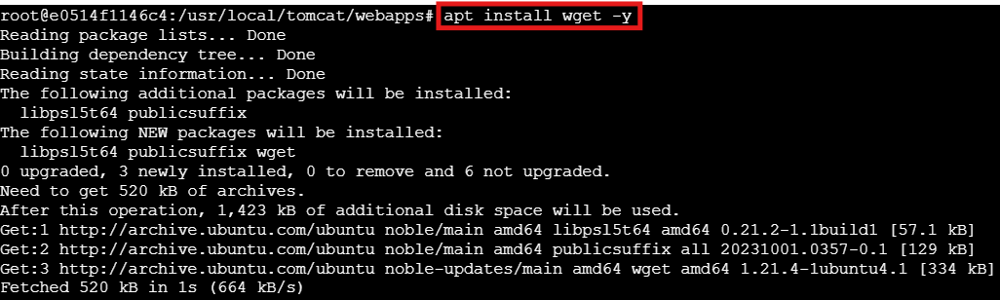 root@e0514f1146c4:/usr/local/tomcat/webapps# apt install wget -y
Reading package lists... Done
Building dependency tree... Done
Reading state information... Done
The following additional packages will be installed:
  libpsl5t64 publicsuffix
The following NEW packages will be installed:
  libpsl5t64 publicsuffix wget
0 upgraded, 3 newly installed, 0 to remove and 6 not upgraded.
Need to get 520 kB of archives.
After this operation, 1,423 kB of additional disk space will be used.
Get:1 http://archive.ubuntu.com/ubuntu noble/main amd64 libpsl5t64 amd64 0.21.2-1.1build1 [57.1 kB]
Get:2 http://archive.ubuntu.com/ubuntu noble/main amd64 publicsuffix all 20231001.0357-0.1 [129 kB]
Get:3 http://archive.ubuntu.com/ubuntu noble-updates/main amd64 wget amd64 1.21.4-1ubuntu4.1 [334 kB]
Fetched 520 kB in 1s (664 kB/s)